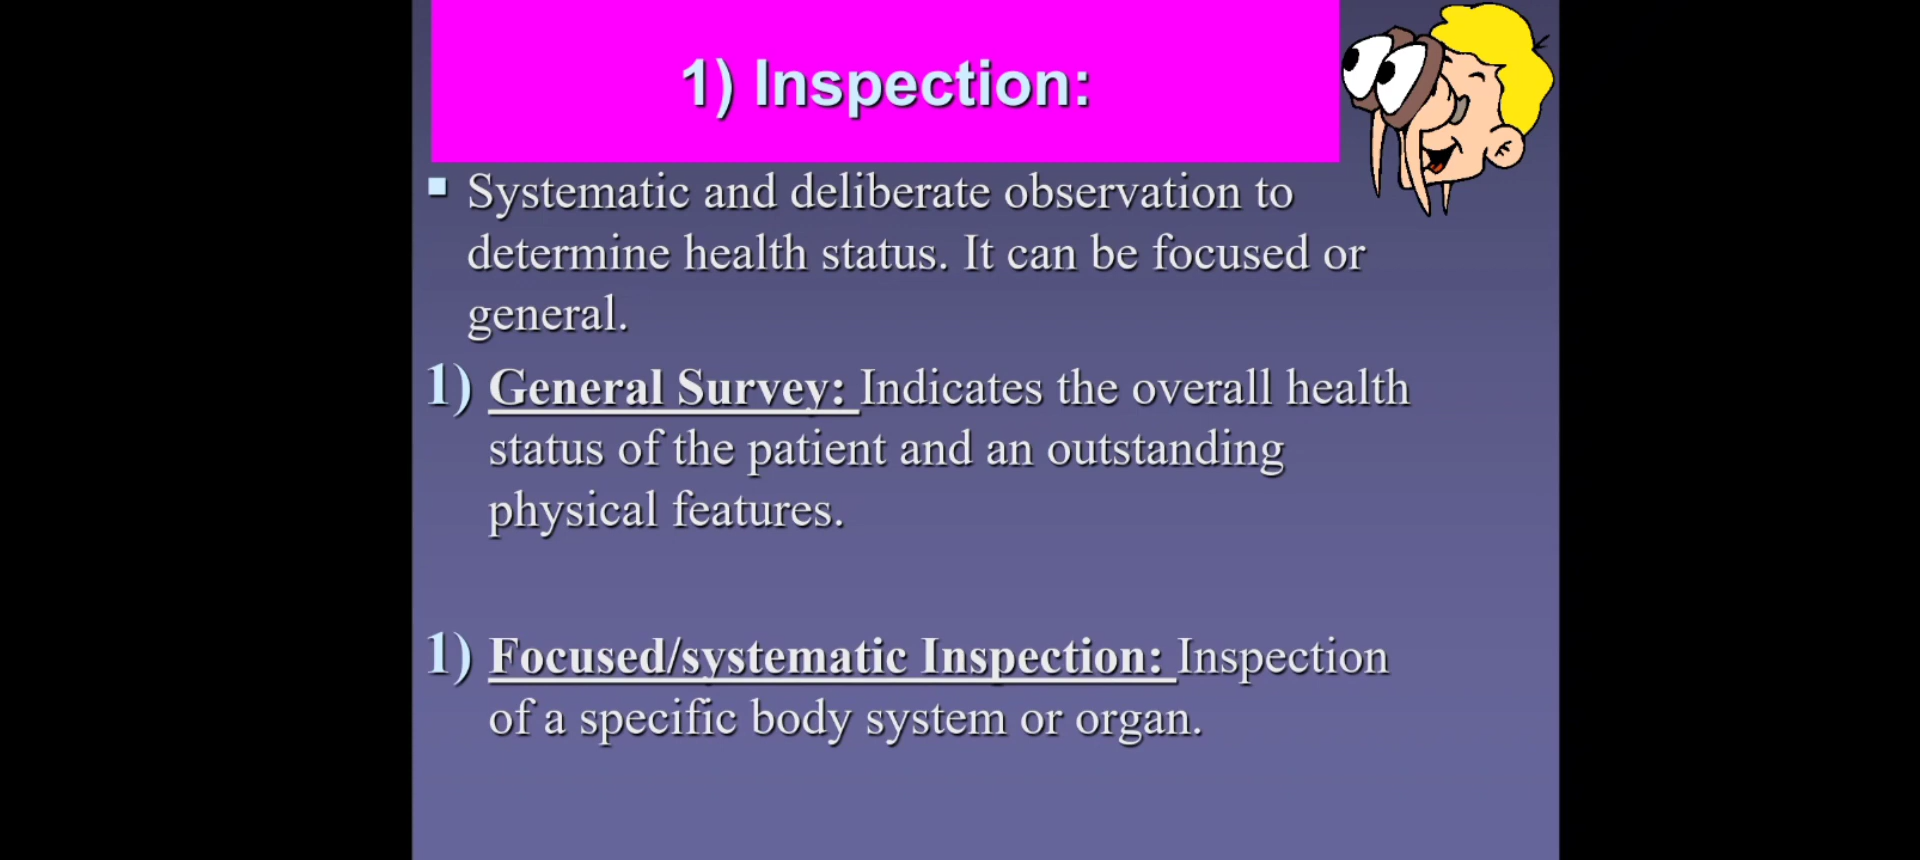 1) Inspection:
Systematic and deliberate observation to
determine health status. It can be focused or
general.
1) General Survey: Indicates the overall health
status of the patient and an outstanding
physical features.
1) Focused/systematic Inspection: Inspection
of a specific body system or organ.